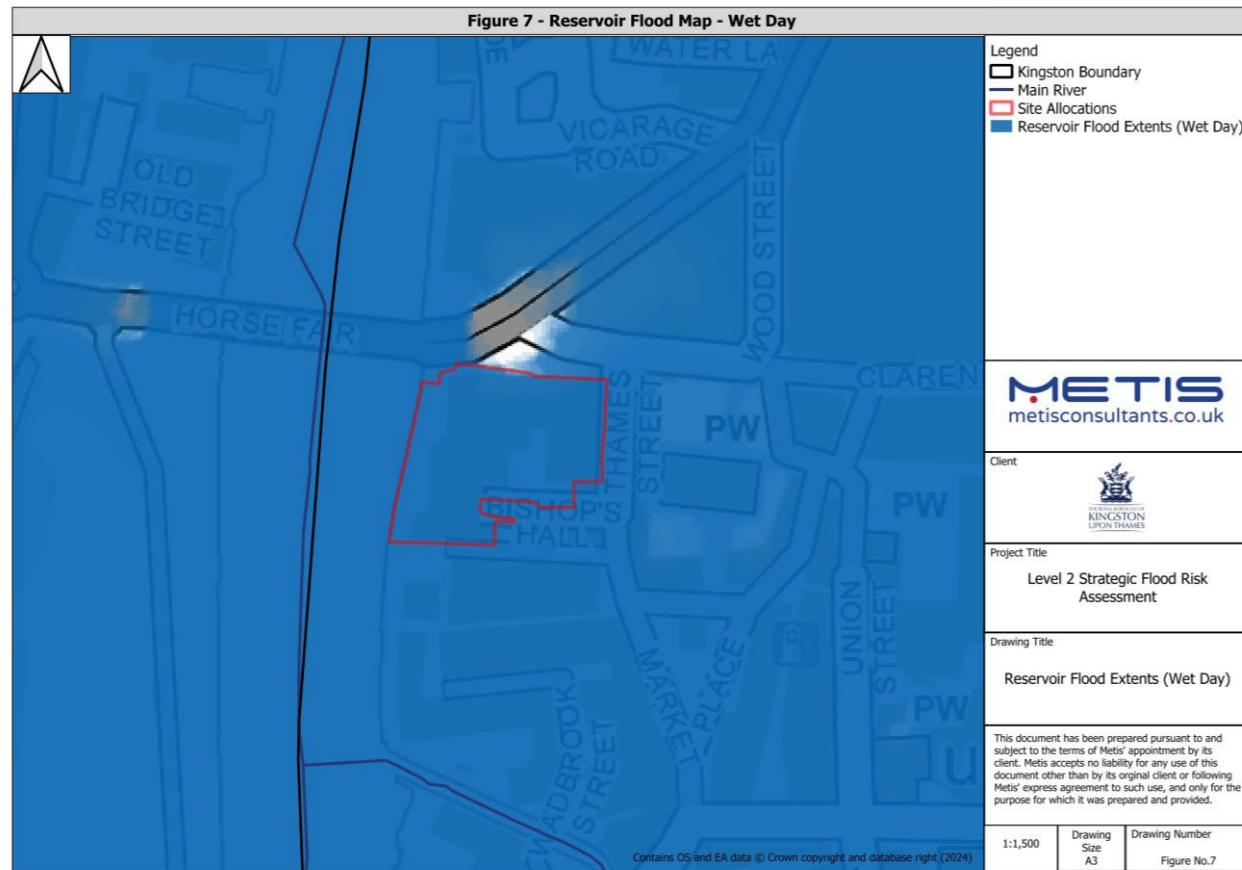 Figure 7 - Reservoir Flood Map - Wet Day
WATER LA
VICARAGE
ROAD
OLD
BRIDGE
STREET
WOOD STREET
HORSE FAIR
CLAREN
THAMES
STREET
PW
BISHOP'S
HALL
PW
UNION
STREET
MARKET
PLACE
PW
WADBROOK
STREET
U
Contains OS and EA data © Crown copyright and database right (2024)
Legend
Kingston Boundary
Main River
Site Allocations
Reservoir Flood Extents (Wet Day)
METIS
metisconsultants.co.uk
Client
THE ROYAL BOROUGH OF
KINGSTON
UPON THAMES
Project Title
Level 2 Strategic Flood Risk
Assessment
Drawing Title
Reservoir Flood Extents (Wet Day)
This document has been prepared pursuant to and
subject to the terms of Metis' appointment by its
client. Metis accepts no liability for any use of this
document other than by its orginal client or following
Metis' express agreement to such use, and only for the
purpose for which it was prepared and provided.
1:1,500
Drawing
Size
A3
Drawing Number
Figure No.7